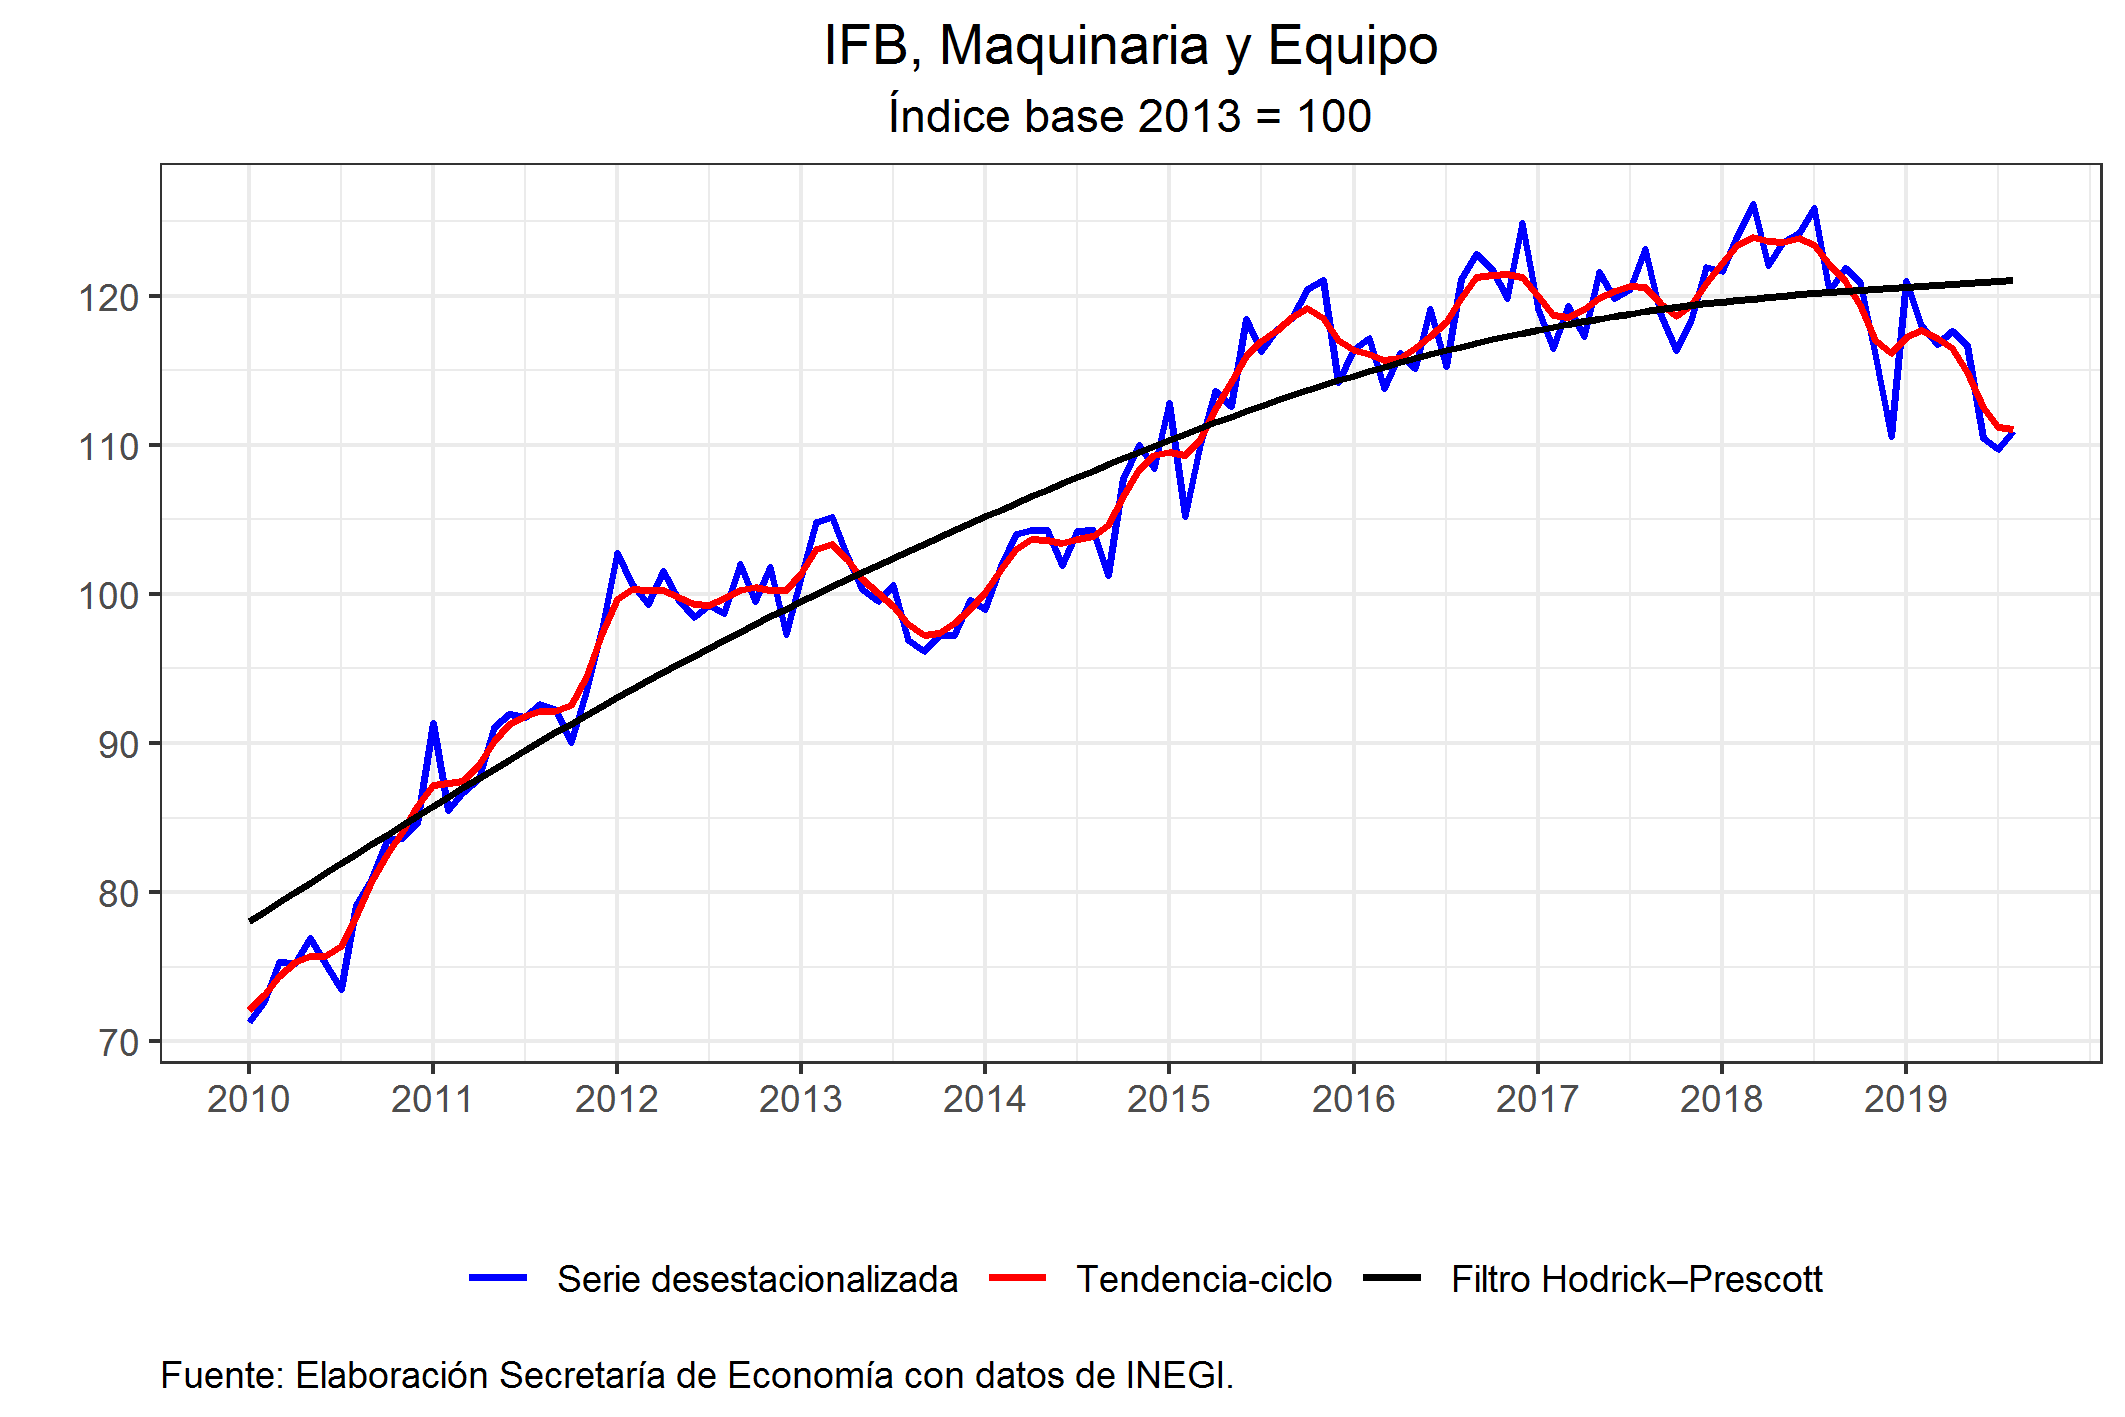 IFB, Maquinaria y Equipo
Índice base 2013 = 100
120
110
100
90
80
70
2010 2011 2012 2013 2014 2015 2016 2017 2018 2019
Serie desestacionalizada Tendencia-ciclo Filtro Hodrick–Prescott
Fuente: Elaboración Secretaría de Economía con datos de INEGI.